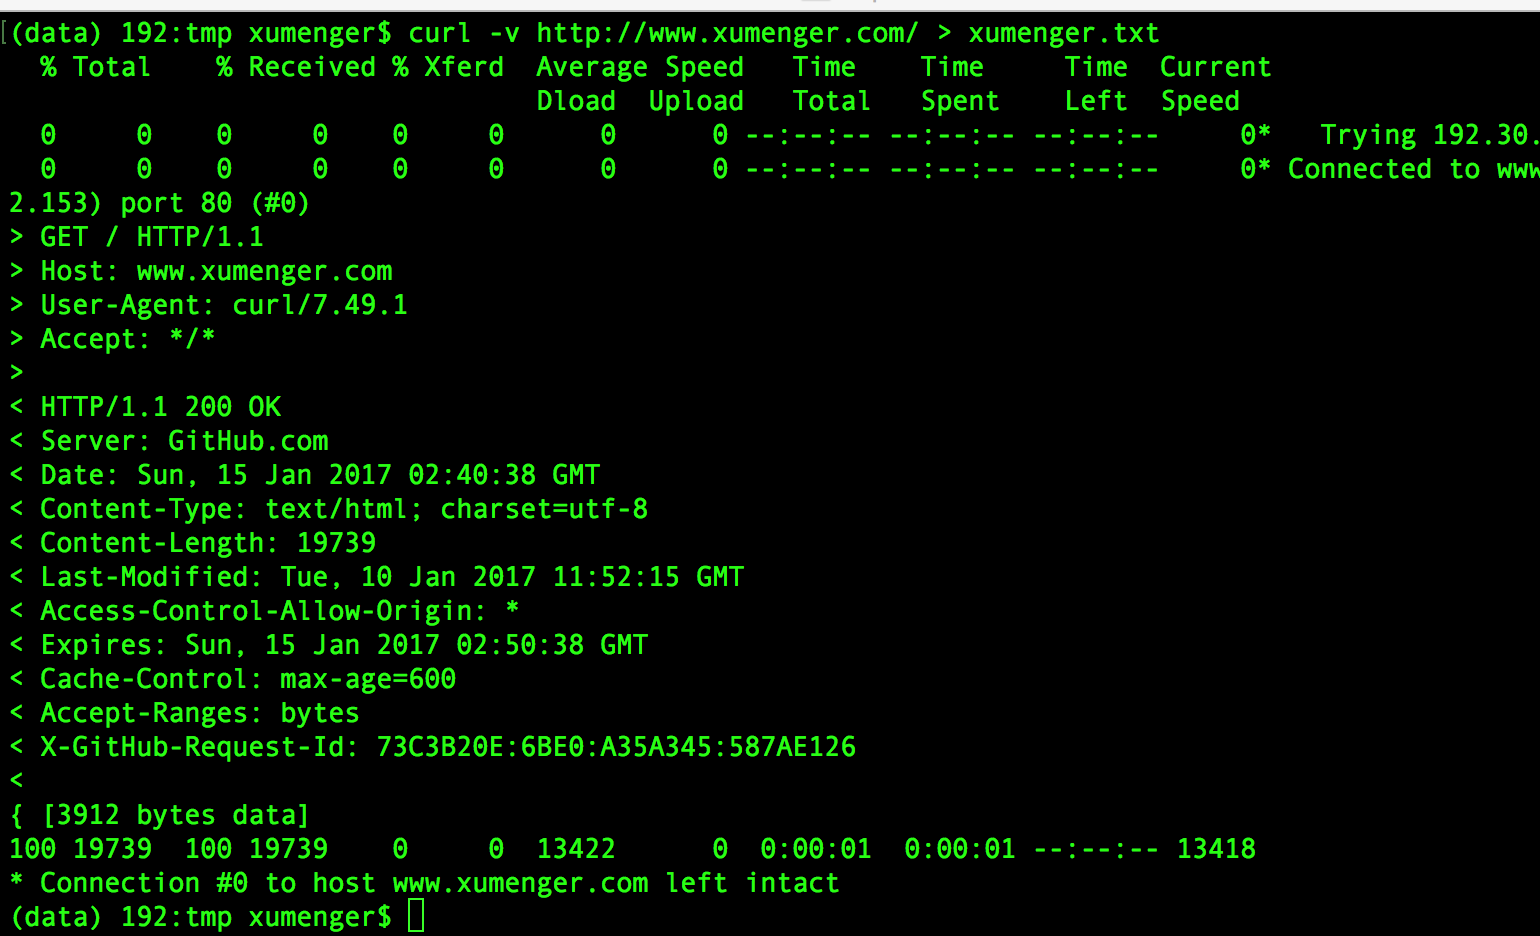 (data) 192:tmp xumenger$ curl -v http://www.xumenger.com/ > xumenger.txt
  % Total    % Received % Xferd  Average Speed   Time    Time     Time  Current
                                 Dload  Upload   Total   Spent    Left  Speed
  0     0    0     0    0     0      0      0 --:--:-- --:--:-- --:--:--     0*   Trying 192.30.
  0     0    0     0    0     0      0      0 --:--:-- --:--:-- --:--:--     0* Connected to www
2.153) port 80 (#0)
> GET / HTTP/1.1
> Host: www.xumenger.com
> User-Agent: curl/7.49.1
> Accept: */*
>
< HTTP/1.1 200 OK
< Server: GitHub.com
< Date: Sun, 15 Jan 2017 02:40:38 GMT
< Content-Type: text/html; charset=utf-8
< Content-Length: 19739
< Last-Modified: Tue, 10 Jan 2017 11:52:15 GMT
< Access-Control-Allow-Origin: *
< Expires: Sun, 15 Jan 2017 02:50:38 GMT
< Cache-Control: max-age=600
< Accept-Ranges: bytes
< X-GitHub-Request-Id: 73C3B20E:6BE0:A35A345:587AE126
<
{ [3912 bytes data]
100 19739  100 19739    0     0  13422      0  0:00:01  0:00:01 --:--:-- 13418
* Connection #0 to host www.xumenger.com left intact
(data) 192:tmp xumenger$